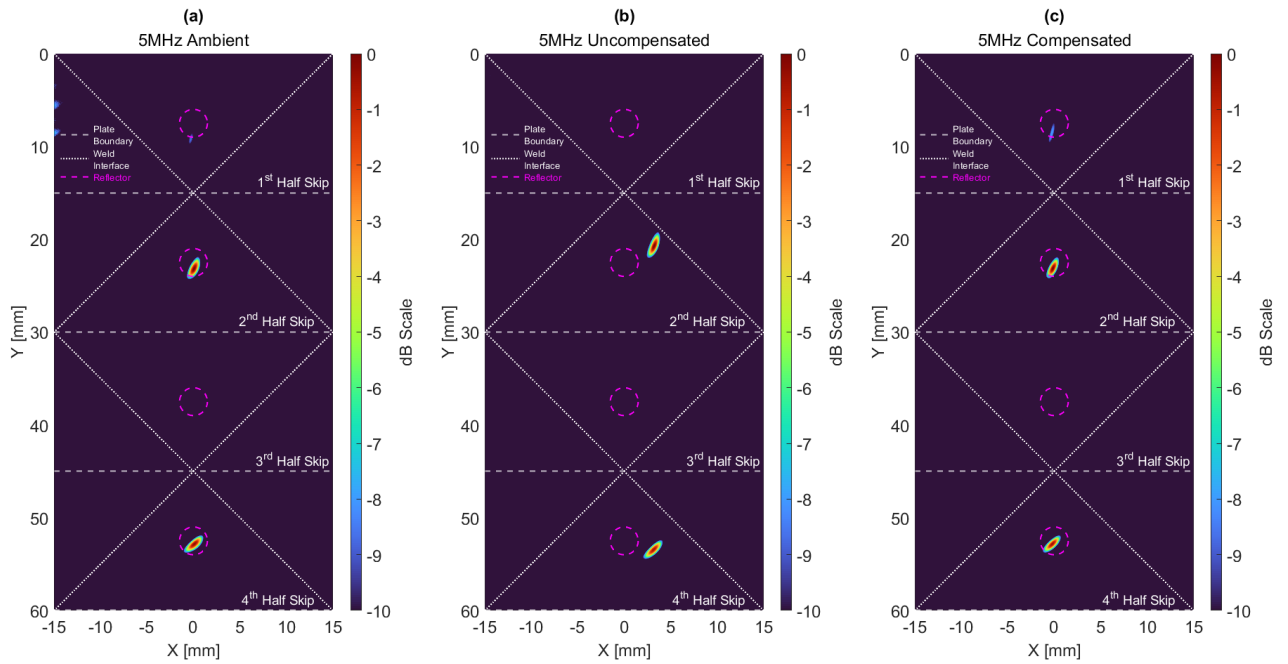 (a)
5MHz Ambient
0
10
20
30
40
50
60
Y [mm]
-15
-10
-5
0
5
10
15
X [mm]
Plate
Boundary
Weld
Interface
Reflector
1st Half Skip
2nd Half Skip
3rd Half Skip
4th Half Skip
0
-1
-2
-3
-4
-5
-6
-7
-8
-9
-10
dB Scale
(b)
5MHz Uncompensated
0
10
20
30
40
50
60
Y [mm]
-15
-10
-5
0
5
10
15
X [mm]
Plate
Boundary
Weld
Interface
Reflector
1st Half Skip
2nd Half Skip
3rd Half Skip
4th Half Skip
0
-1
-2
-3
-4
-5
-6
-7
-8
-9
-10
dB Scale
(c)
5MHz Compensated
0
10
20
30
40
50
60
Y [mm]
-15
-10
-5
0
5
10
15
X [mm]
Plate
Boundary
Weld
Interface
Reflector
1st Half Skip
2nd Half Skip
3rd Half Skip
4th Half Skip
0
-1
-2
-3
-4
-5
-6
-7
-8
-9
-10
dB Scale